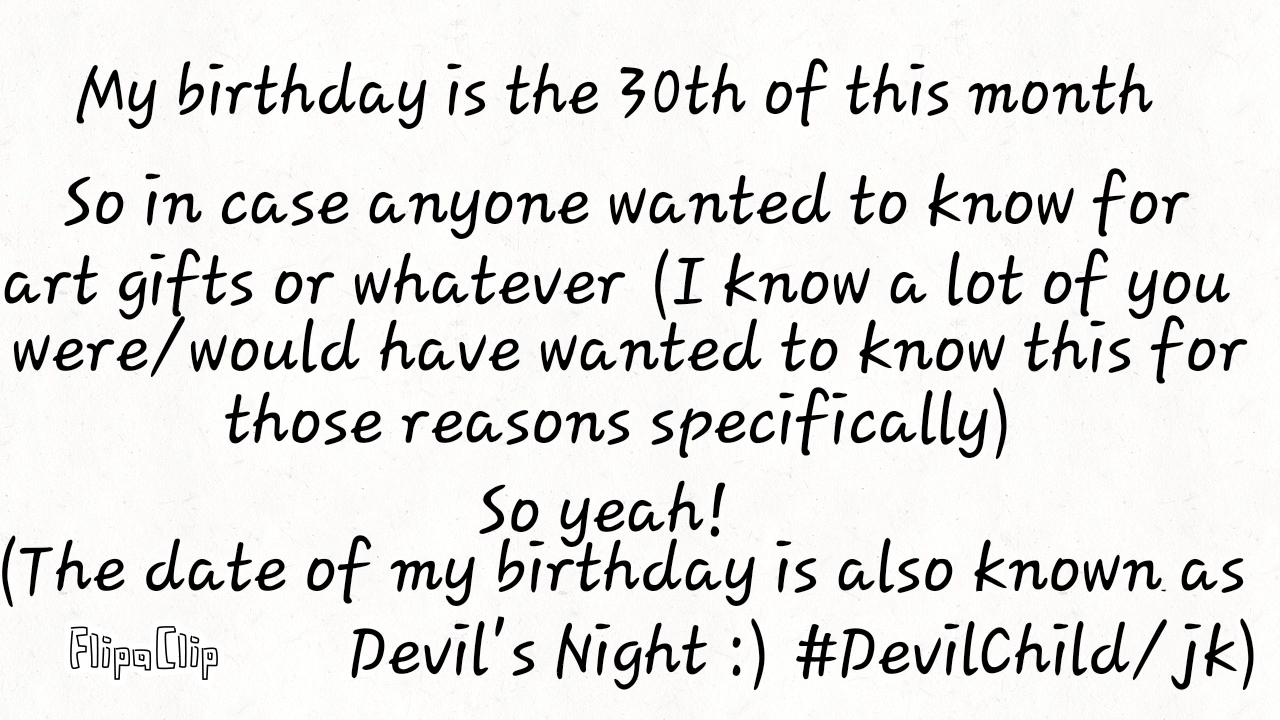 My birthday is the 30th of this month
So in case anyone wanted to know for
art gifts or whatever (I know a lot of you
were/would have wanted to know this for
those reasons specifically)
So yeah!
(The date of my birthday is also known as
Devil's Night :) #DevilChild/jk)
FlipaClip